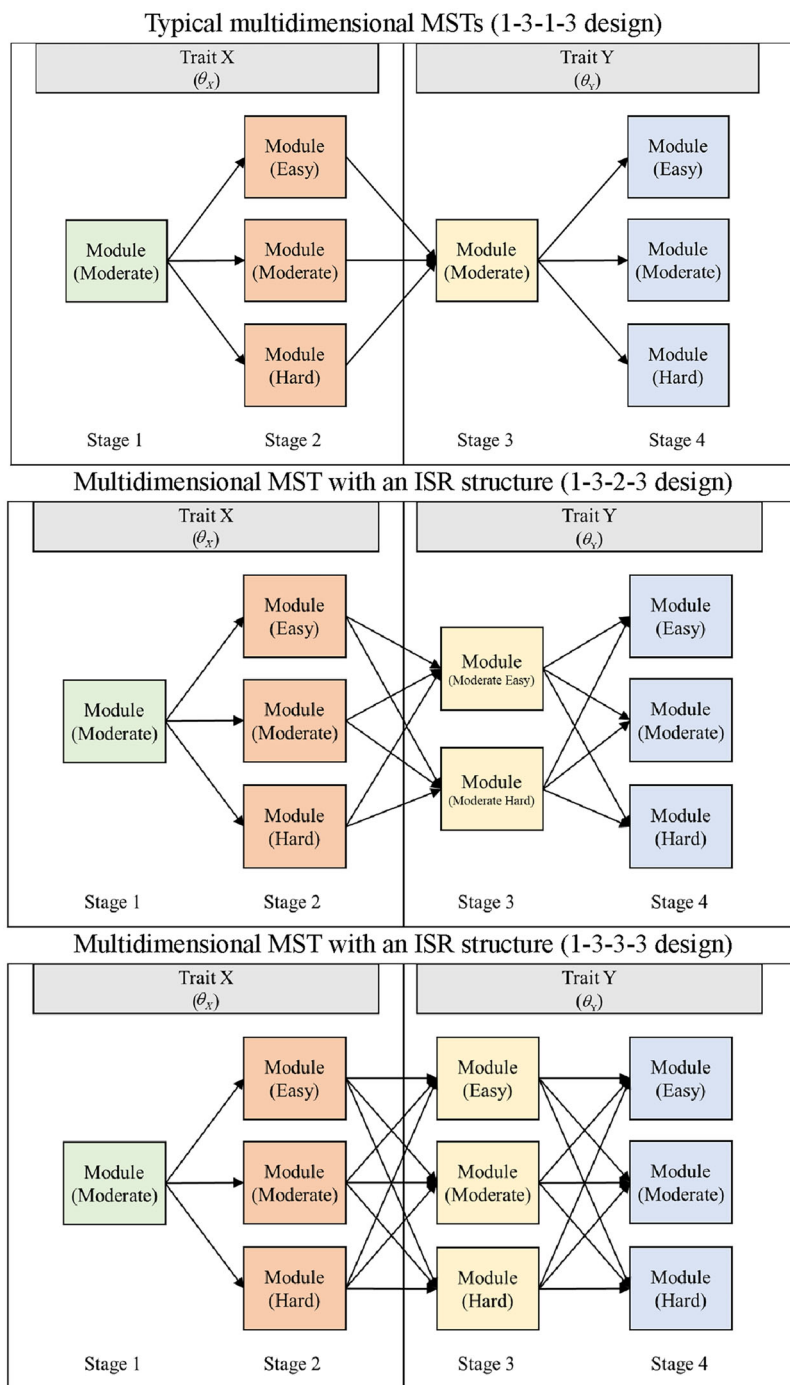 Typical multidimensional MSTs (1-3-1-3 design)
Trait X
(θX)
Trait Y
(θY)
Module
(Easy)
Module
(Easy)
Module
(Moderate)
Module
(Moderate)
Module
(Moderate)
Module
(Moderate)
Module
(Hard)
Module
(Hard)
Stage 1
Stage 2
Stage 3
Stage 4
Multidimensional MST with an ISR structure (1-3-2-3 design)
Trait X
(θX)
Trait Y
(θY)
Module
(Easy)
Module
(Easy)
Module
(Moderate Easy)
Module
(Moderate)
Module
(Moderate)
Module
(Moderate)
Module
(Moderate Hard)
Module
(Hard)
Module
(Hard)
Stage 1
Stage 2
Stage 3
Stage 4
Multidimensional MST with an ISR structure (1-3-3-3 design)
Trait X
(θX)
Trait Y
(θY)
Module
(Easy)
Module
(Easy)
Module
(Easy)
Module
(Moderate)
Module
(Moderate)
Module
(Moderate)
Module
(Moderate)
Module
(Hard)
Module
(Hard)
Module
(Hard)
Stage 1
Stage 2
Stage 3
Stage 4